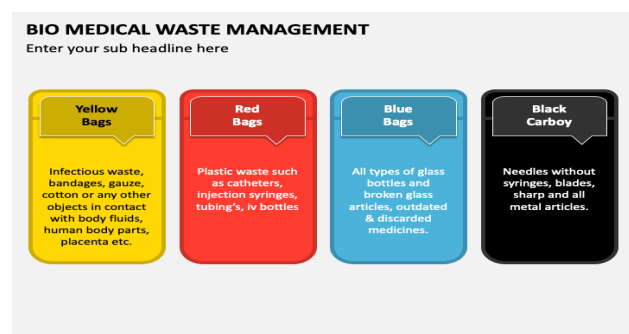 BIO MEDICAL WASTE MANAGEMENT
Enter your sub headline here
Yellow
Bags
Infectious waste,
bandages, gauze,
cotton or any other
objects in contact
with body fluids,
human body parts,
placenta etc.
Red
Bags
Plastic waste such
as catheters,
injection syringes,
tubing's, iv bottles
Blue
Bags
All types of glass
bottles and
broken glass
articles, outdated
& discarded
medicines.
Black
Carboy
Needles without
syringes, blades,
sharp and all
metal articles.